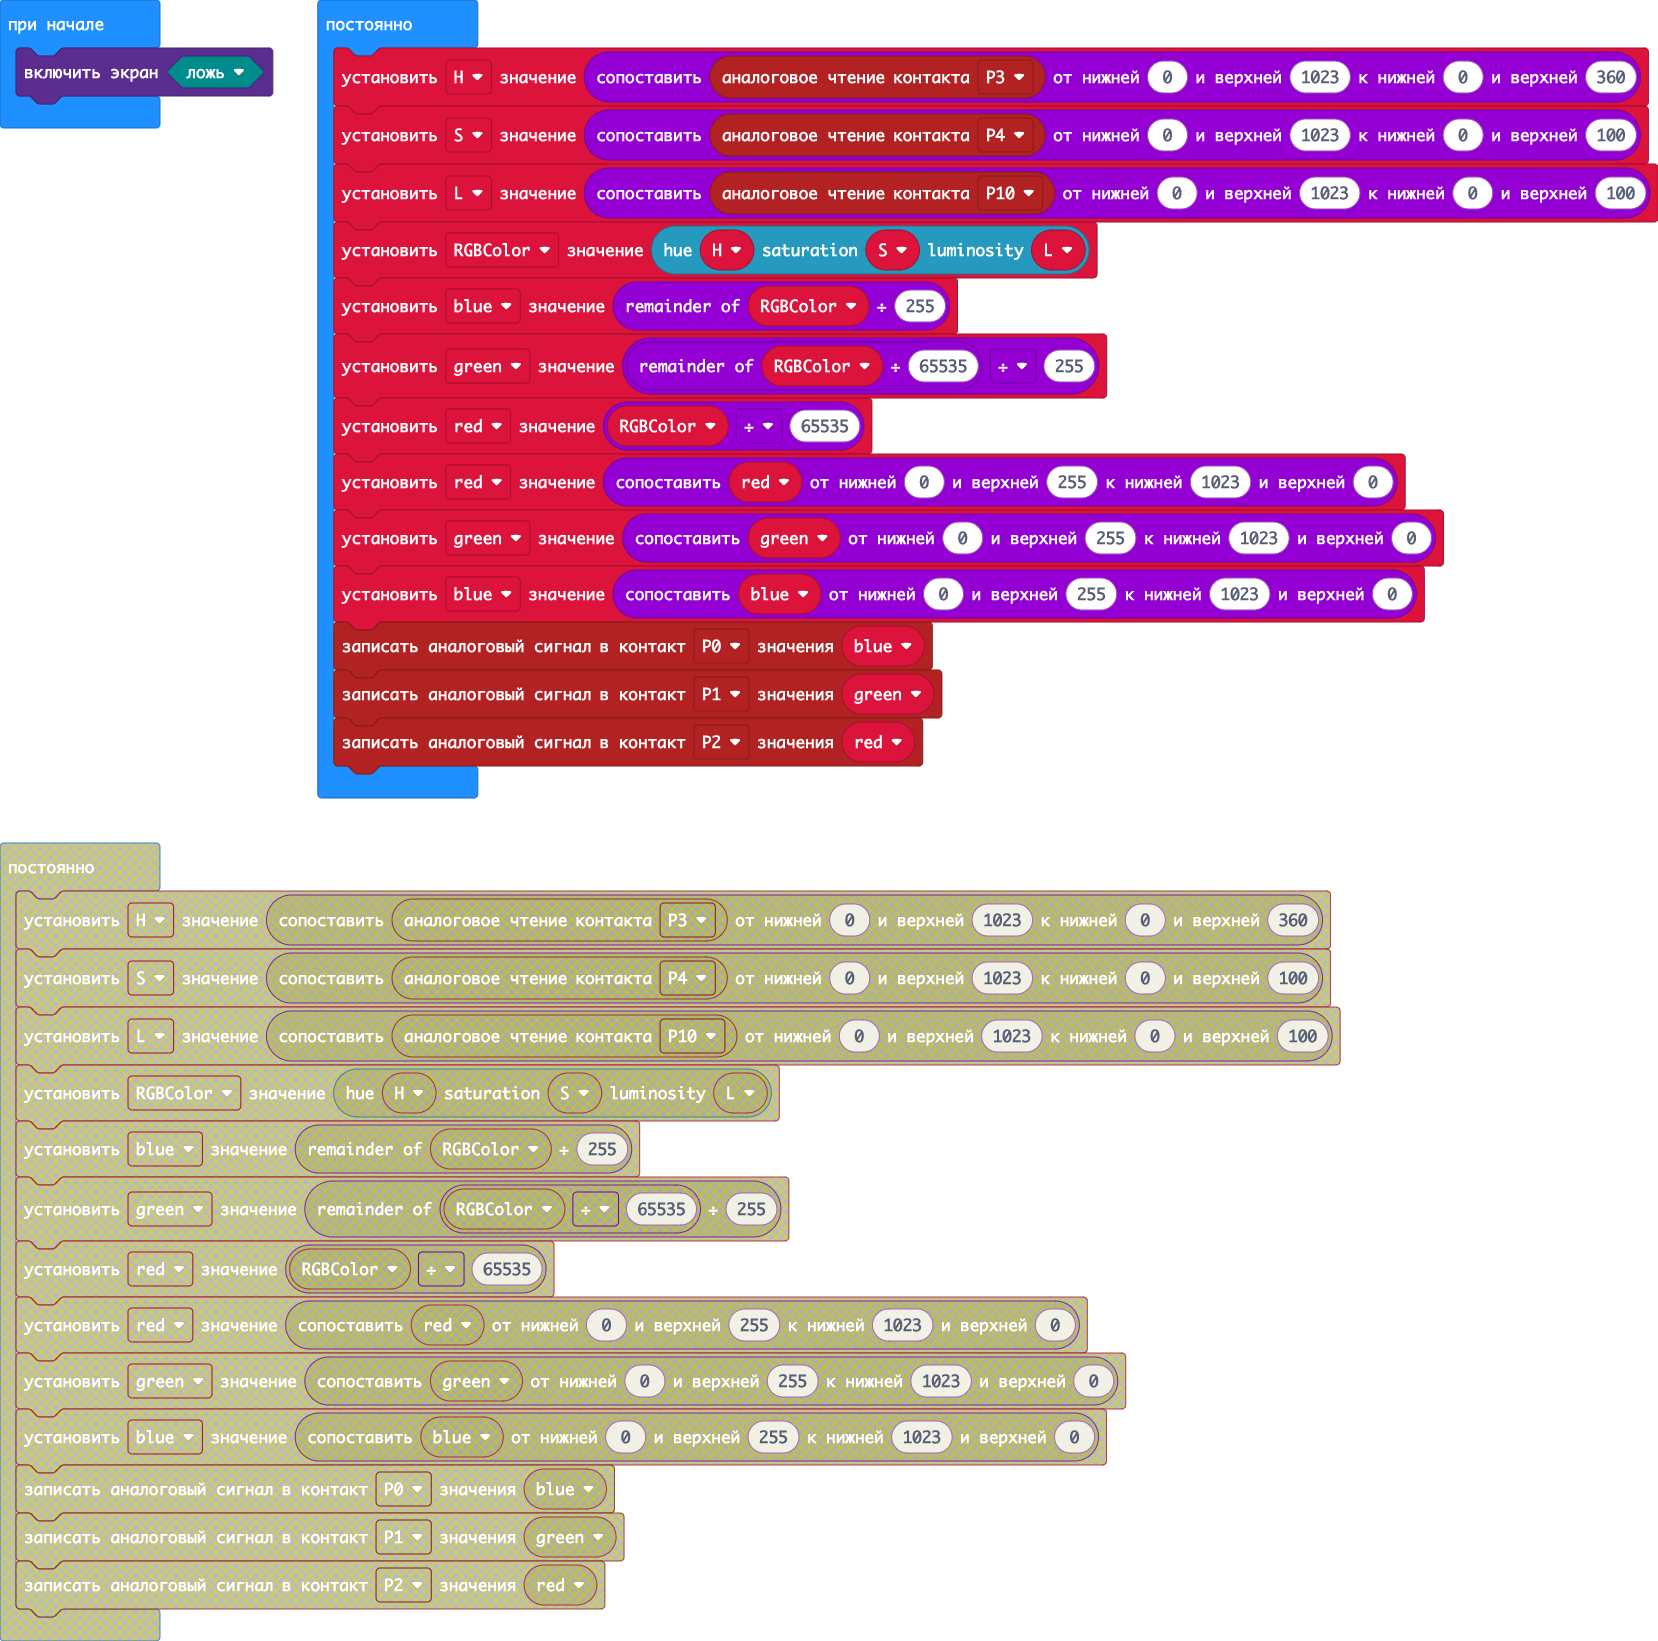 при начале
включить экран ложь
постоянно
установить H значение сопоставить аналоговое чтение контакта P3 от нижней 0 и верхней 1023 к нижней 0 и верхней 360
установить S значение сопоставить аналоговое чтение контакта P4 от нижней 0 и верхней 1023 к нижней 0 и верхней 100
установить L значение сопоставить аналоговое чтение контакта P10 от нижней 0 и верхней 1023 к нижней 0 и верхней 100
установить RGBColor значение hue H saturation S luminosity L
установить blue значение remainder of RGBColor ÷ 255
установить green значение remainder of RGBColor ÷ 65535 ÷ 255
установить red значение RGBColor ÷ 65535
установить red значение сопоставить red от нижней 0 и верхней 255 к нижней 1023 и верхней 0
установить green значение сопоставить green от нижней 0 и верхней 255 к нижней 1023 и верхней 0
установить blue значение сопоставить blue от нижней 0 и верхней 255 к нижней 1023 и верхней 0
записать аналоговый сигнал в контакт P0 значения blue
записать аналоговый сигнал в контакт P1 значения green
записать аналоговый сигнал в контакт P2 значения red
постоянно
установить H значение сопоставить аналоговое чтение контакта P3 от нижней 0 и верхней 1023 к нижней 0 и верхней 360
установить S значение сопоставить аналоговое чтение контакта P4 от нижней 0 и верхней 1023 к нижней 0 и верхней 100
установить L значение сопоставить аналоговое чтение контакта P10 от нижней 0 и верхней 1023 к нижней 0 и верхней 100
установить RGBColor значение hue H saturation S luminosity L
установить blue значение remainder of RGBColor ÷ 255
установить green значение remainder of RGBColor ÷ 65535 ÷ 255
установить red значение RGBColor ÷ 65535
установить red значение сопоставить red от нижней 0 и верхней 255 к нижней 1023 и верхней 0
установить green значение сопоставить green от нижней 0 и верхней 255 к нижней 1023 и верхней 0
установить blue значение сопоставить blue от нижней 0 и верхней 255 к нижней 1023 и верхней 0
записать аналоговый сигнал в контакт P0 значения blue
записать аналоговый сигнал в контакт P1 значения green
записать аналоговый сигнал в контакт P2 значения red